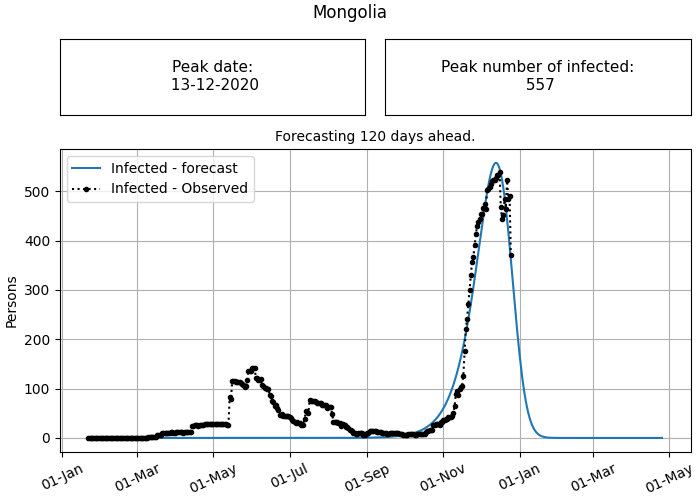 Mongolia
Peak date:
13-12-2020
Peak number of infected:
557
Forecasting 120 days ahead.
Infected - forecast
Infected - Observed
Persons
500
400
300
200
100
0
01-Jan
01-Mar
01-May
01-Jul
01-Sep
01-Nov
01-Jan
01-Mar
01-May